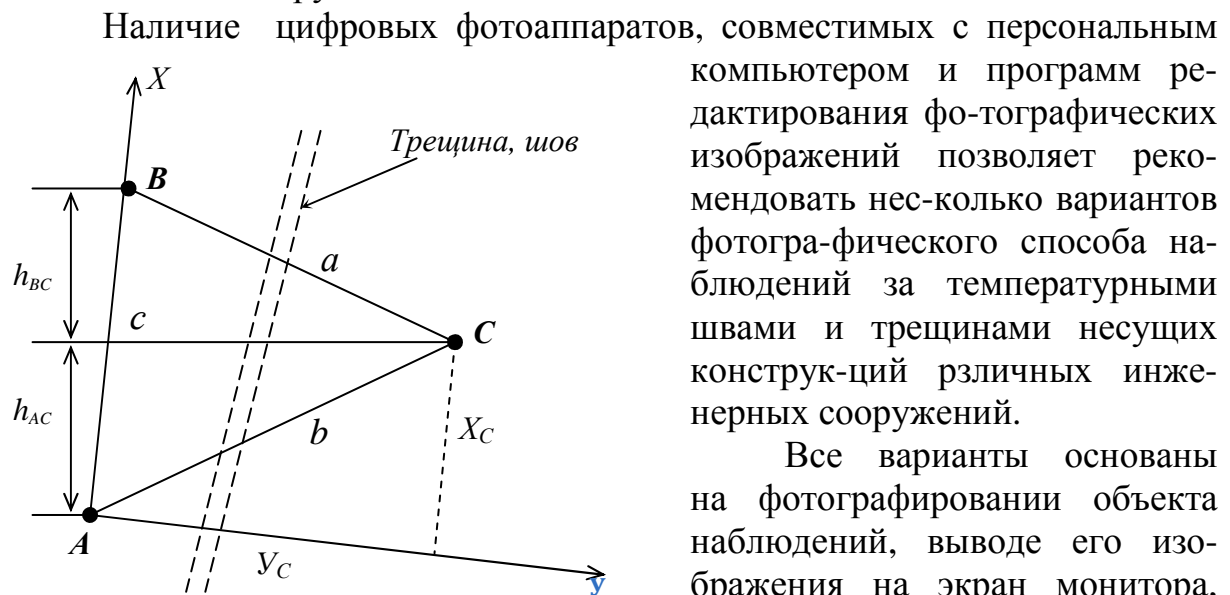 Наличие цифровых фотоаппаратов, совместимых с персональным
компьютером и программ ре-
дактирования фо-тографических
изображений позволяет реко-
мендовать нес-колько вариантов
фотогра-фического способа на-
блюдений за температурными
швами и трещинами несущих
конструк-ций рзличных инже-
нерных сооружений.
Все варианты основаны
на фотографировании объекта
наблюдений, выводе его изо-
бражения на экран монитора,
X
Трещина, шов
B
a
h_BC
c
C
h_AC
b
X_C
A
У_C
У